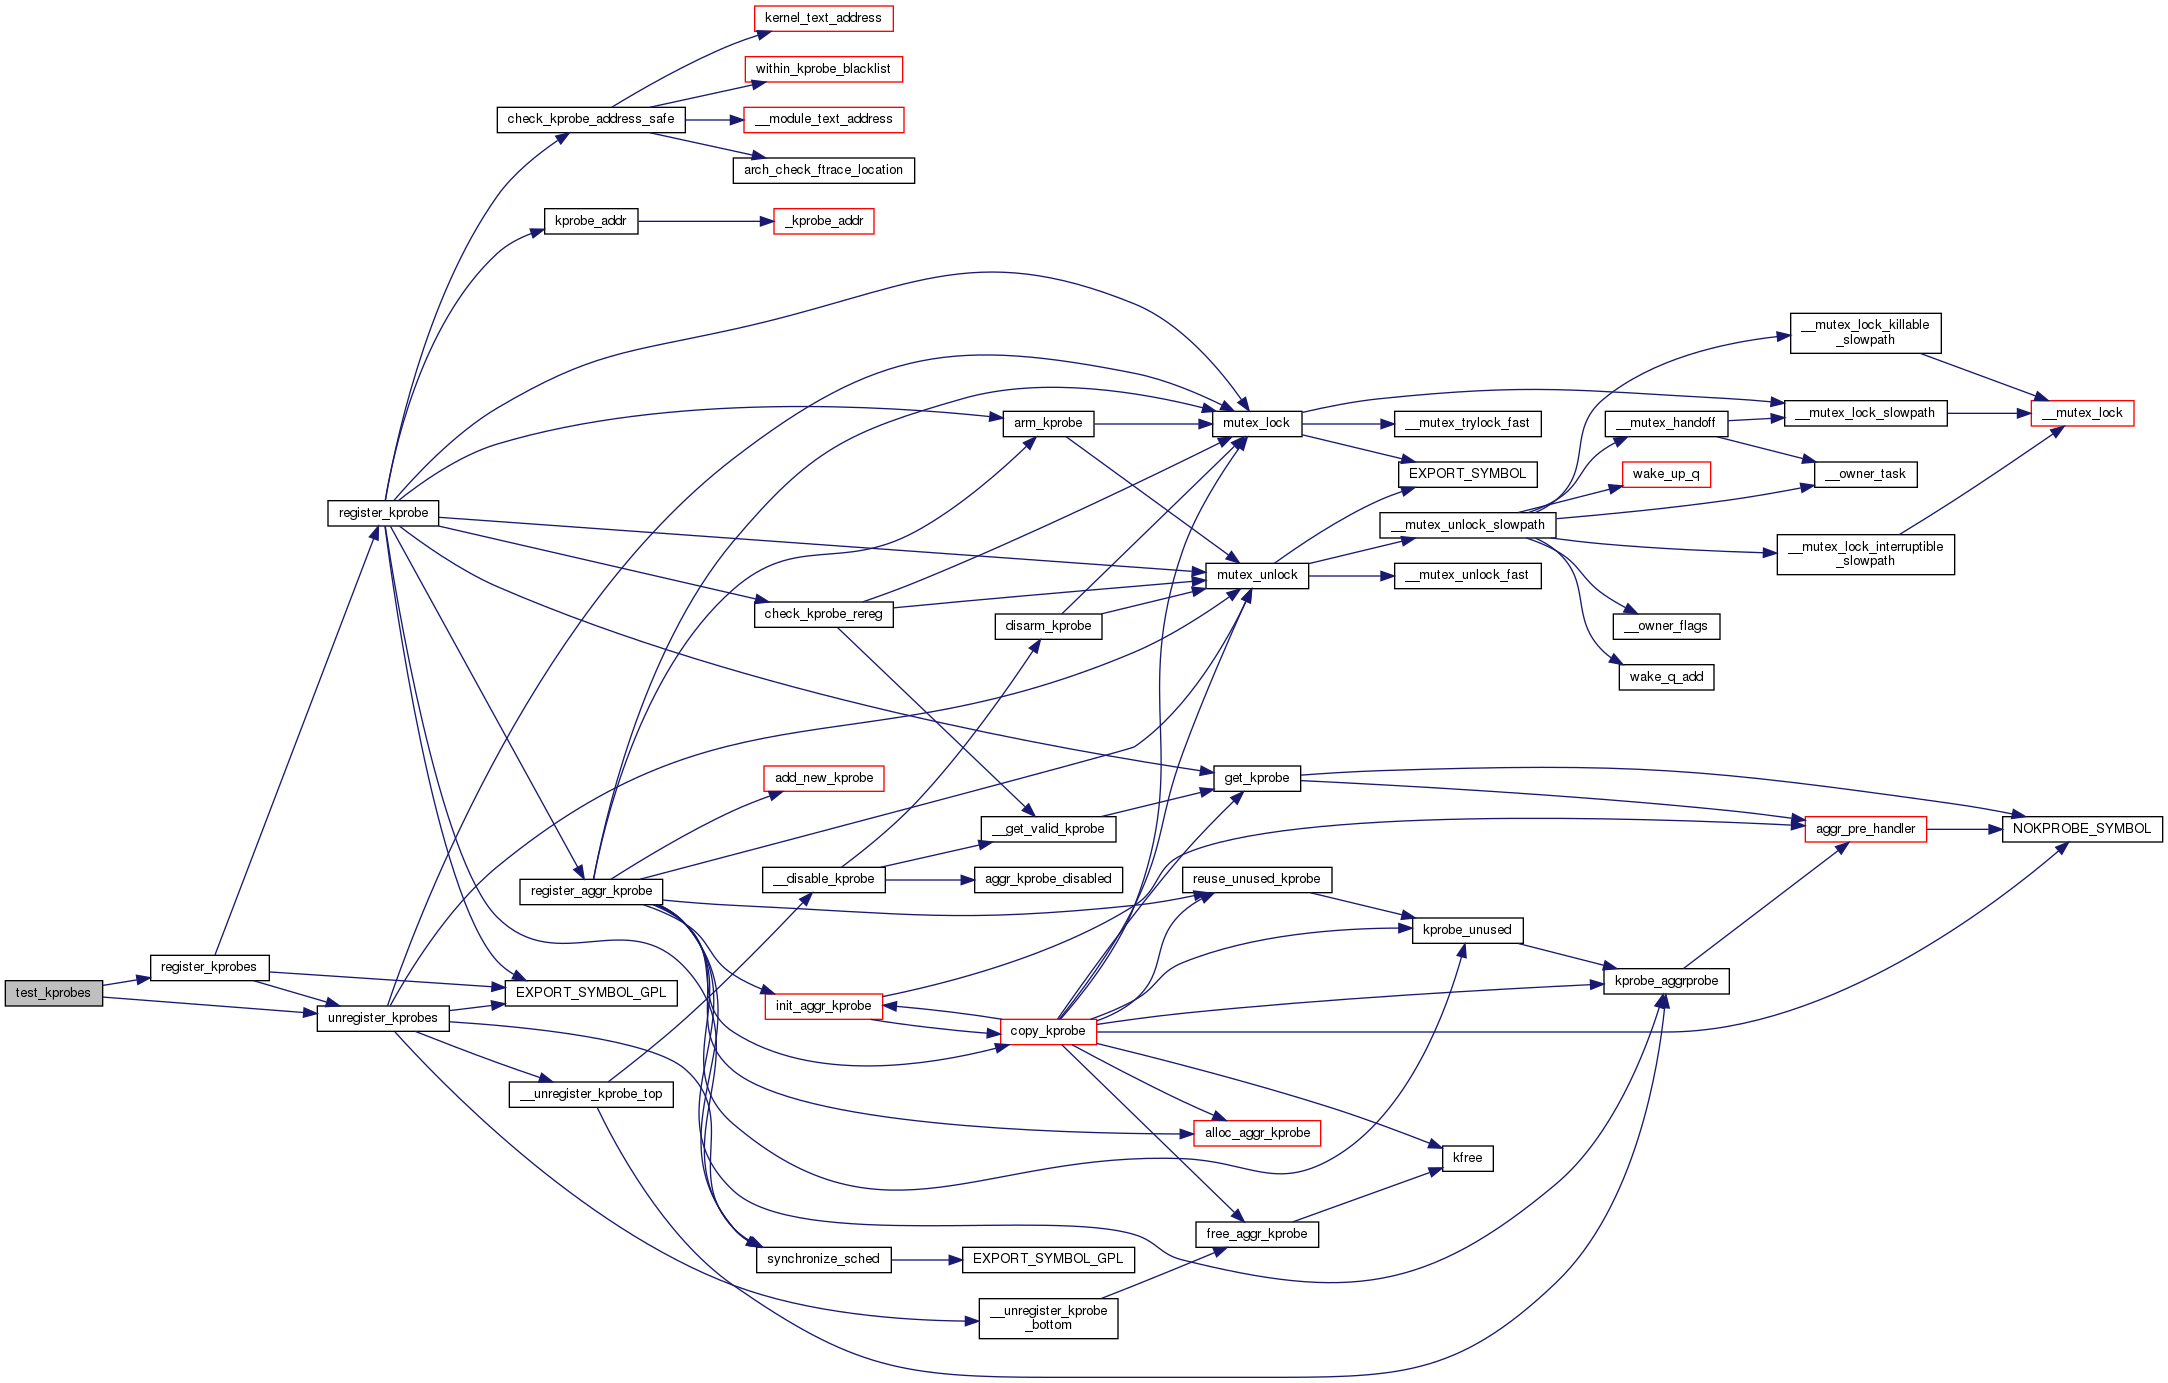 kernel_text_address
within_kprobe_blacklist
check_kprobe_address_safe
__module_text_address
arch_check_ftrace_location
kprobe_addr
_kprobe_addr
__mutex_lock_killable
_slowpath
arm_kprobe
mutex_lock
__mutex_trylock_fast
__mutex_handoff
__mutex_lock_slowpath
__mutex_lock
EXPORT_SYMBOL
wake_up_q
__owner_task
register_kprobe
__mutex_unlock_slowpath
__mutex_lock_interruptible
_slowpath
mutex_unlock
__mutex_unlock_fast
check_kprobe_rereg
disarm_kprobe
__owner_flags
wake_q_add
add_new_kprobe
get_kprobe
__get_valid_kprobe
aggr_pre_handler
NOKPROBE_SYMBOL
register_aggr_kprobe
__disable_kprobe
aggr_kprobe_disabled
reuse_unused_kprobe
kprobe_unused
register_kprobes
test_kprobes
EXPORT_SYMBOL_GPL
kprobe_aggrprobe
unregister_kprobes
init_aggr_kprobe
copy_kprobe
__unregister_kprobe_top
alloc_aggr_kprobe
kfree
free_aggr_kprobe
synchronize_sched
EXPORT_SYMBOL_GPL
__unregister_kprobe
_bottom